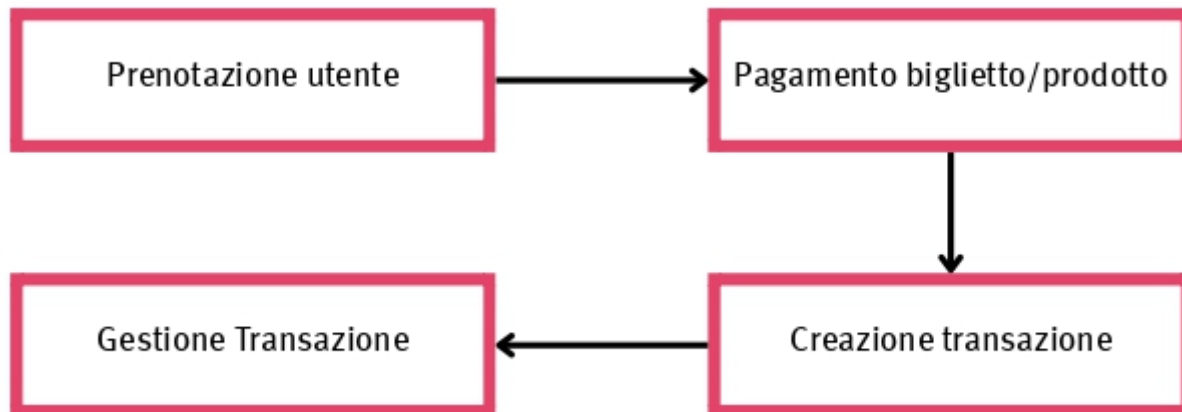 Prenotazione utente
Pagamento biglietto/prodotto
Creazione transazione
Gestione Transazione